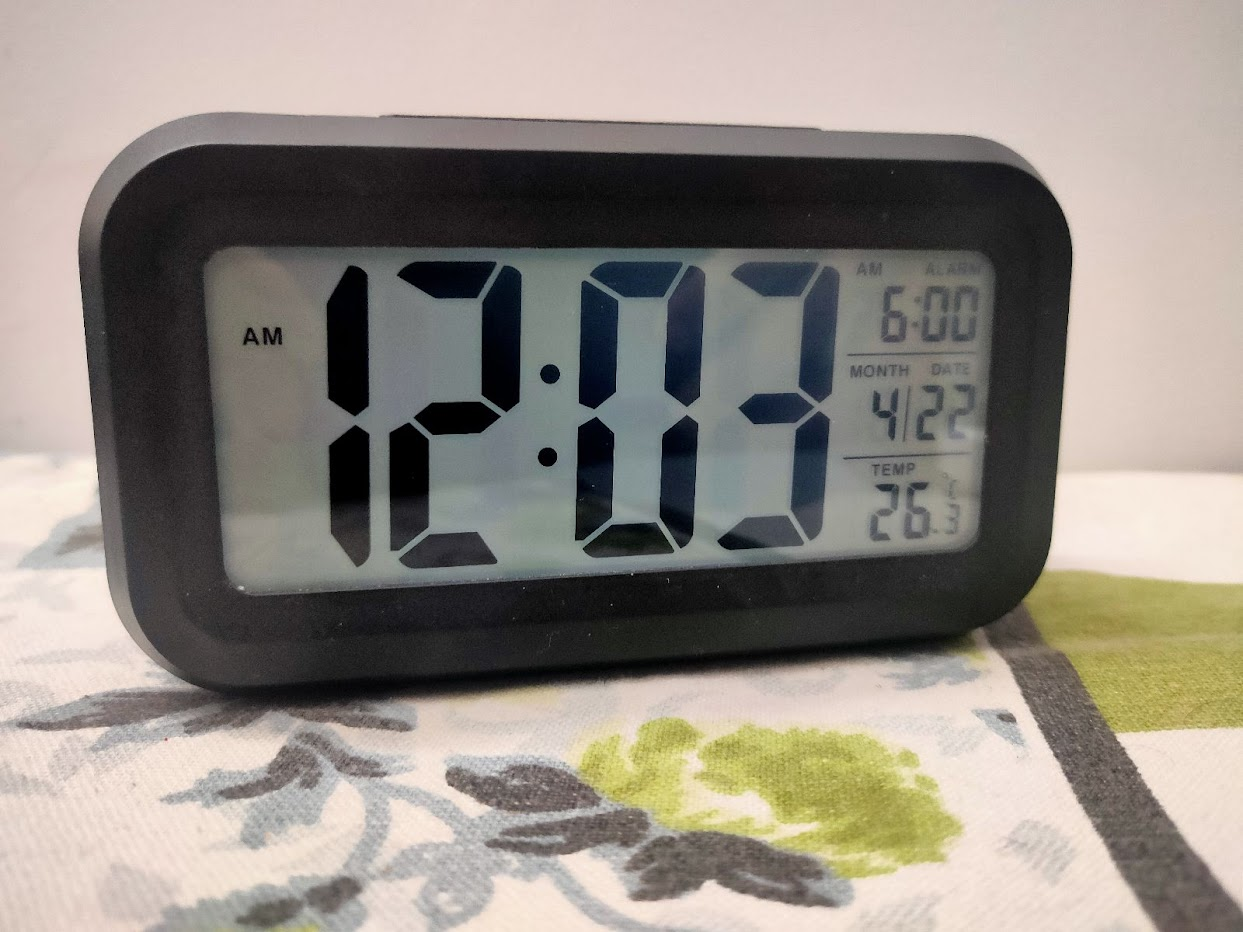 AM 12:03
AM ALARM
6:00
MONTH DATE
4|22
TEMP
26.3 °C